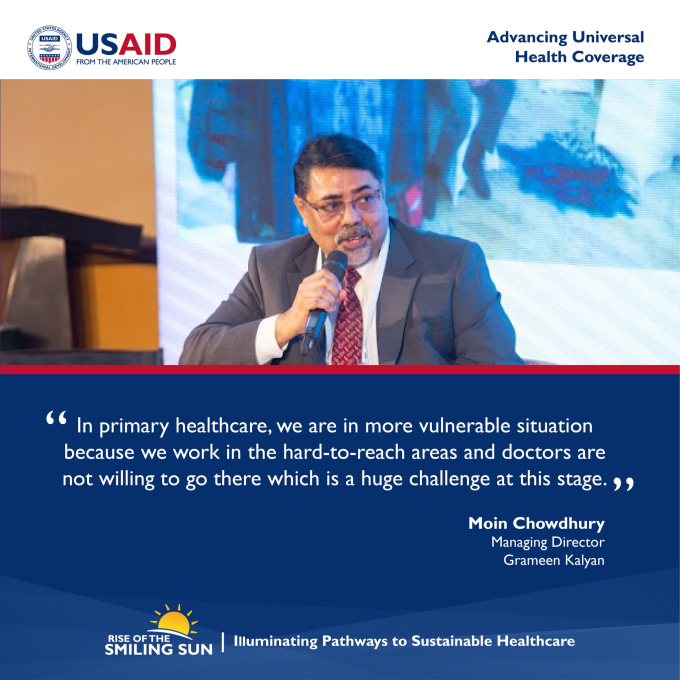 USAID
FROM THE AMERICAN PEOPLE
Advancing Universal
Health Coverage
“ In primary healthcare, we are in more vulnerable situation
because we work in the hard-to-reach areas and doctors are
not willing to go there which is a huge challenge at this stage. ”
Moin Chowdhury
Managing Director
Grameen Kalyan
RISE OF THE
SMILING SUN | Illuminating Pathways to Sustainable Healthcare